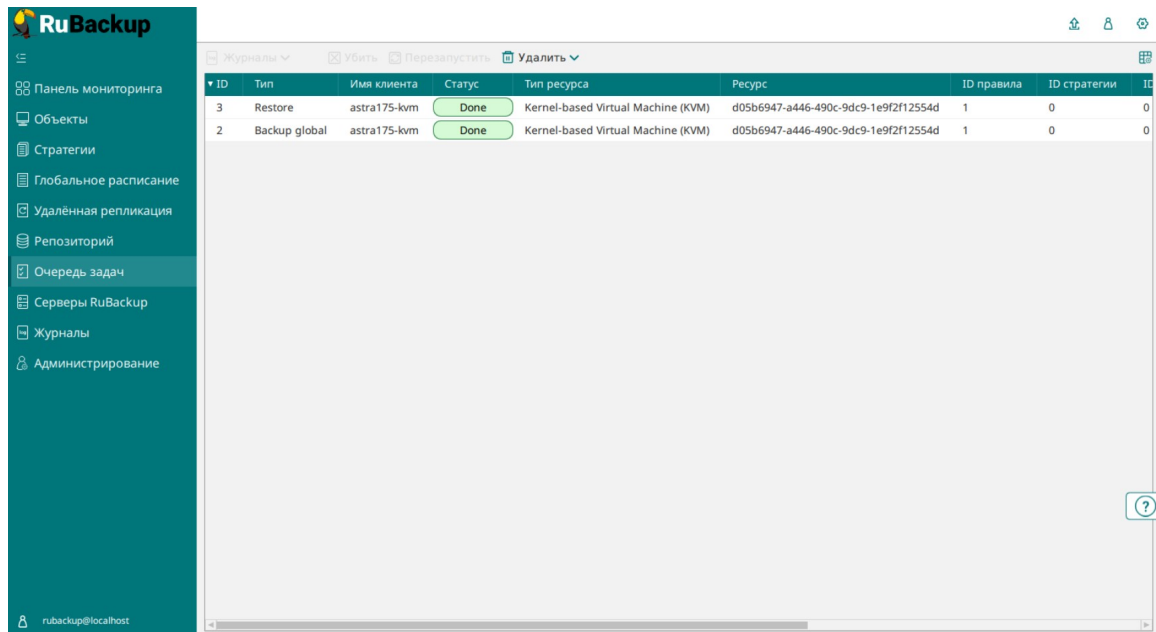 RuBackup
Журналы Убить Перезапустить Удалить
Панель мониторинга
Объекты
Стратегии
Глобальное расписание
Удалённая репликация
Репозиторий
Очередь задач
Серверы RuBackup
Журналы
Администрирование
rubackup@localhost
ID Тип Имя клиента Статус Тип ресурса Ресурс ID правила ID стратегии ID
3 Restore astra175-kvm Done Kernel-based Virtual Machine (KVM) d05b6947-a446-490c-9dc9-1e9f2f12554d 1 0 0
2 Backup global astra175-kvm Done Kernel-based Virtual Machine (KVM) d05b6947-a446-490c-9dc9-1e9f2f12554d 1 0 0
?